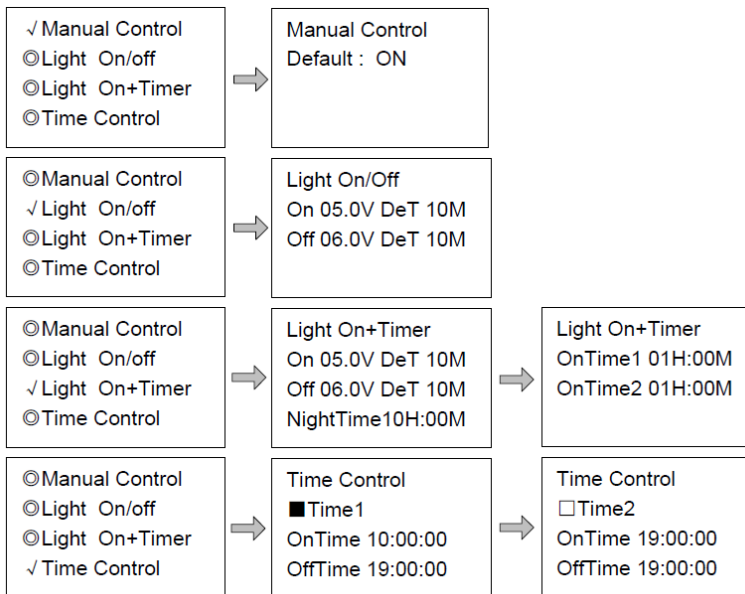 √Manual Control
◎Light On/off
◎Light On+Timer
◎Time Control
Manual Control
Default : ON
◎Manual Control
√Light On/off
◎Light On+Timer
◎Time Control
Light On/Off
On 05.0V DeT 10M
Off 06.0V DeT 10M
◎Manual Control
◎Light On/off
√Light On+Timer
◎Time Control
Light On+Timer
On 05.0V DeT 10M
Off 06.0V DeT 10M
NightTime10H:00M
Light On+Timer
OnTime1 01H:00M
OnTime2 01H:00M
◎Manual Control
◎Light On/off
◎Light On+Timer
√Time Control
Time Control
■Time1
OnTime 10:00:00
OffTime 19:00:00
Time Control
□Time2
OnTime 19:00:00
OffTime 19:00:00